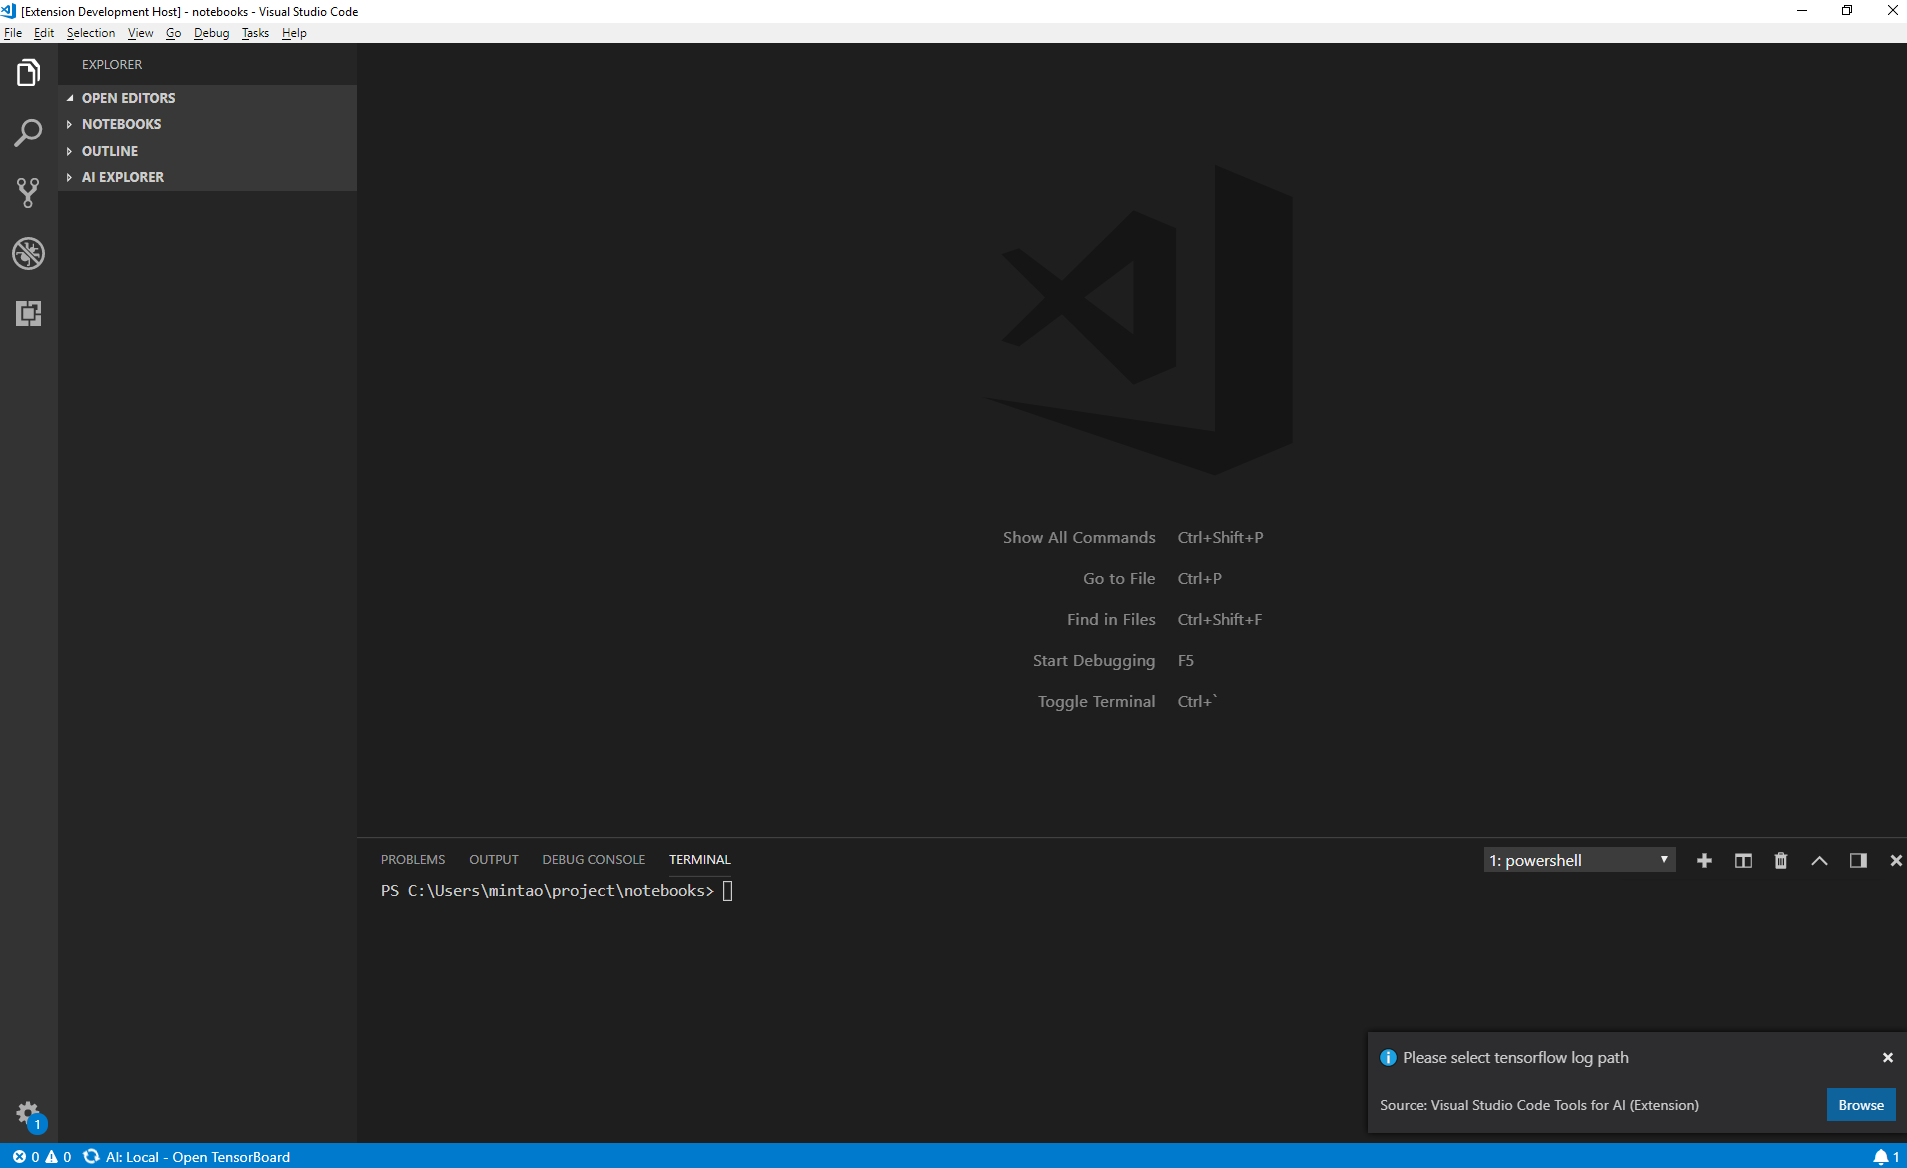 [Extension Development Host] - notebooks - Visual Studio Code
File Edit Selection View Go Debug Tasks Help
EXPLORER
OPEN EDITORS
NOTEBOOKS
OUTLINE
AI EXPLORER
Show All Commands Ctrl+Shift+P
Go to File Ctrl+P
Find in Files Ctrl+Shift+F
Start Debugging F5
Toggle Terminal Ctrl+`
PROBLEMS OUTPUT DEBUG CONSOLE TERMINAL 1: powershell
PS C:\Users\mintao\project\notebooks>
Please select tensorflow log path
Source: Visual Studio Code Tools for AI (Extension) Browse
1
0 0 AI: Local - Open TensorBoard 1